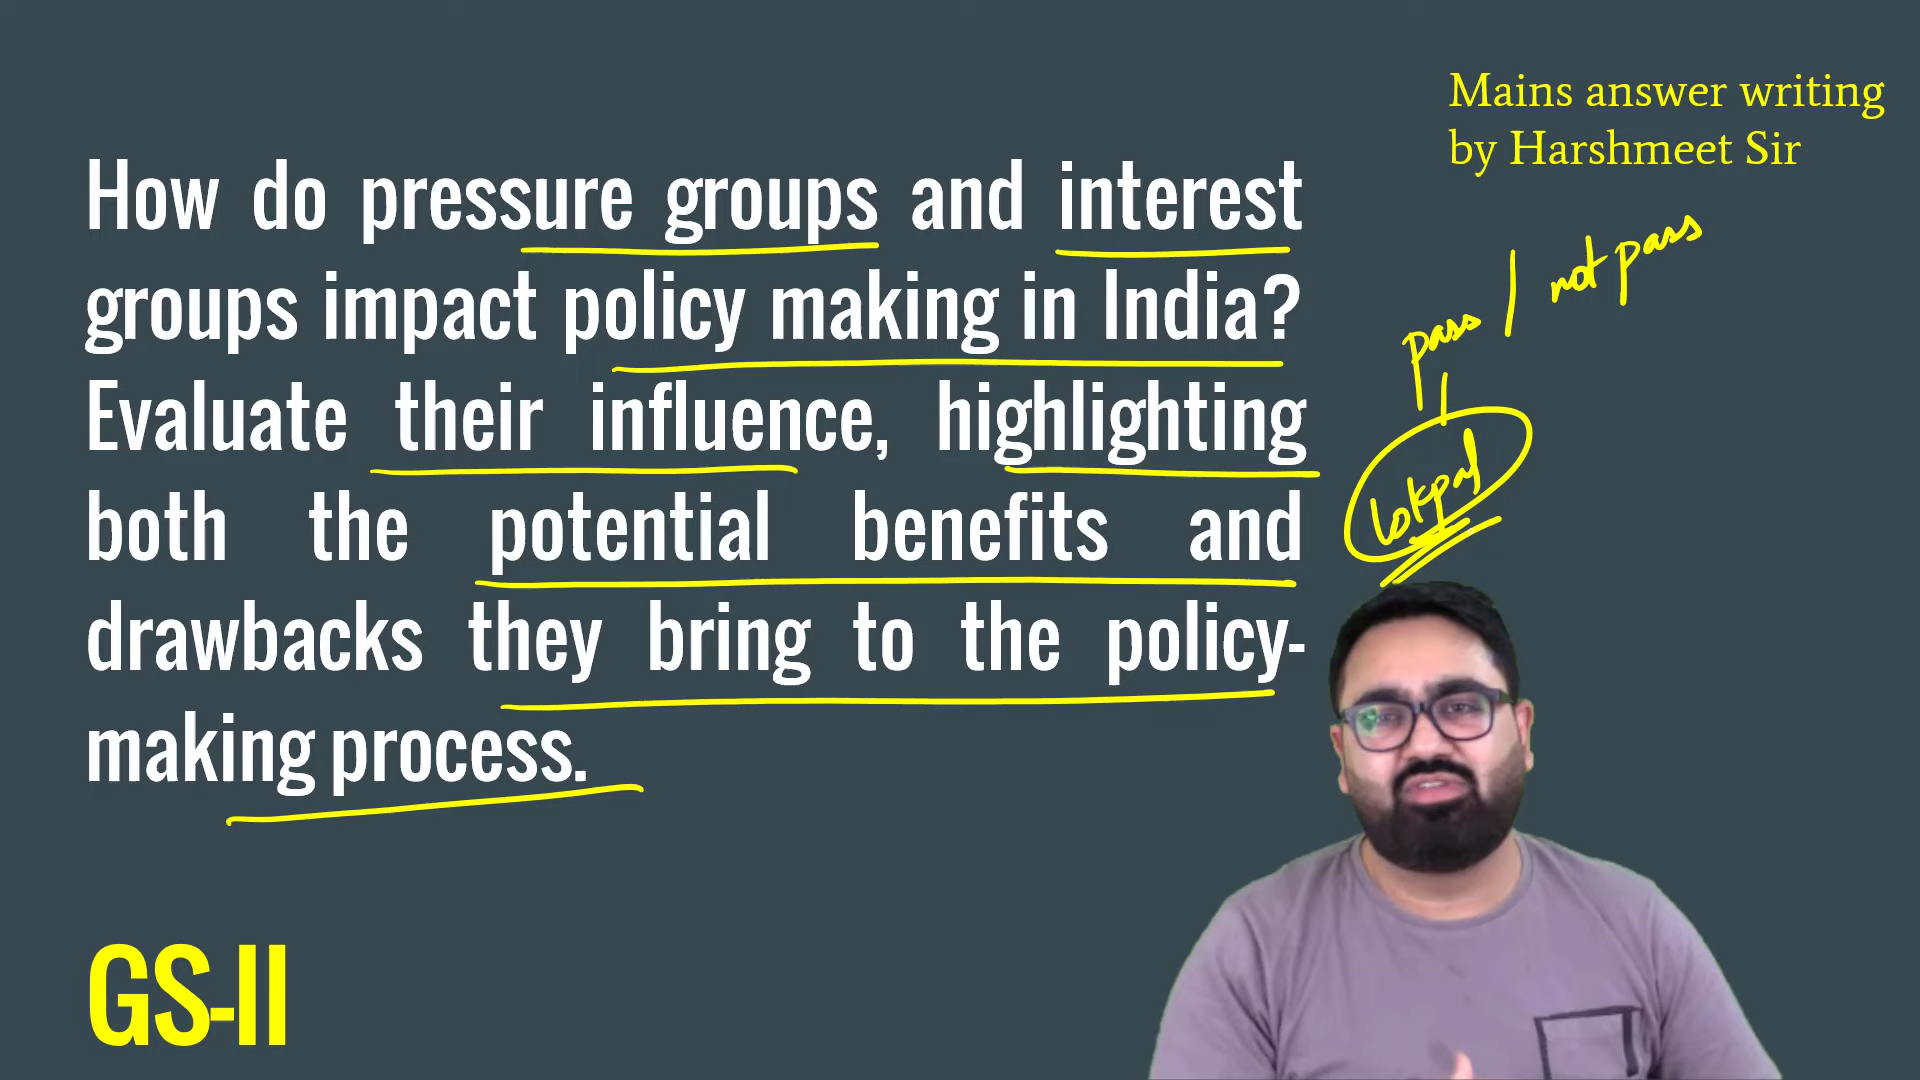 Mains answer writing
by Harshmeet Sir
How do pressure groups and interest
groups impact policy making in India?
Evaluate their influence, highlighting
both the potential benefits and
drawbacks they bring to the policy-
making process.
pass / not pass
lokpal
GS-II